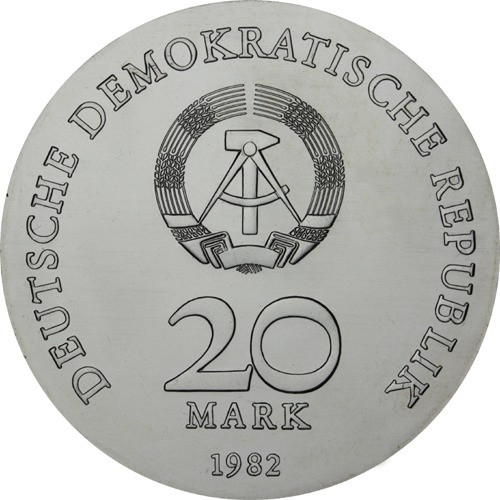 DEUTSCHE DEMOKRATISCHE REPUBLIK
20
MARK
1982